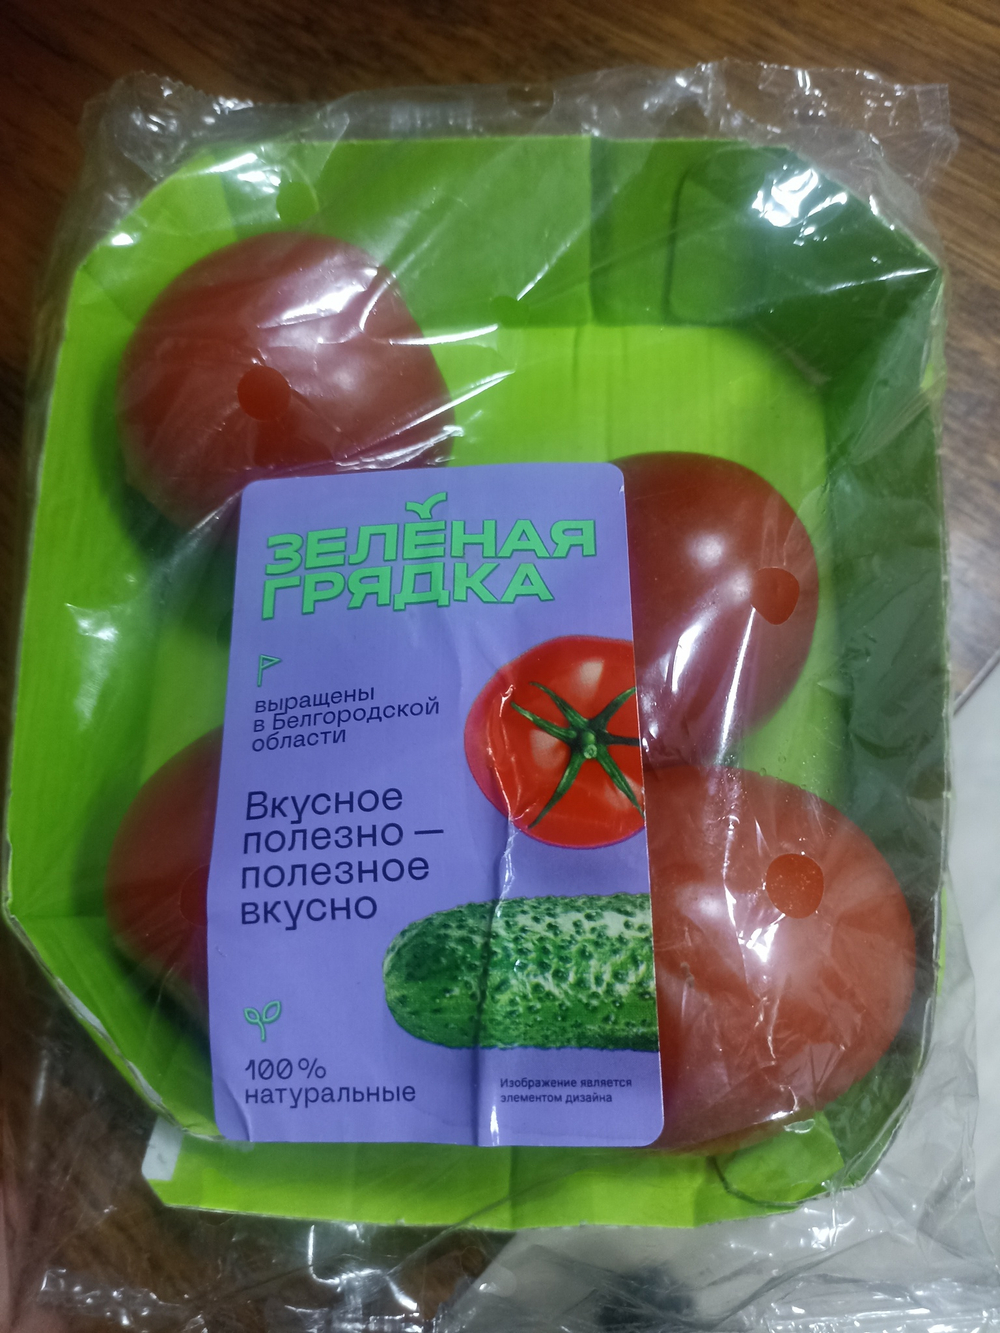 ЗЕЛЁНАЯ
ГРЯДКА
выращены
в Белгородской
области
Вкусное
полезно —
полезное
вкусно
100%
натуральные
Изображение является
элементом дизайна